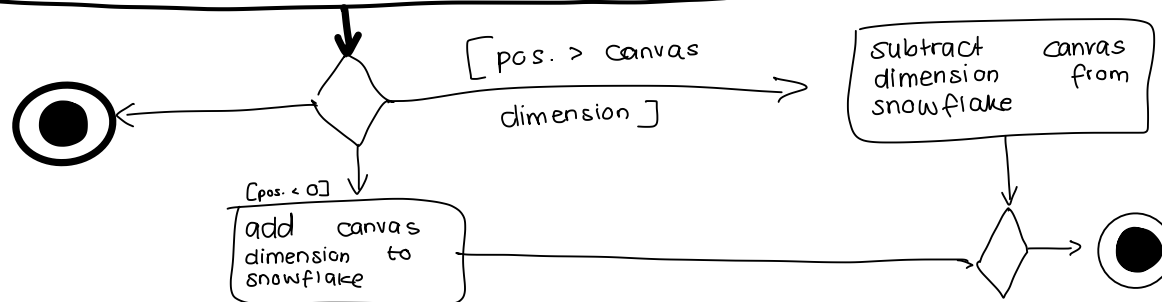 [pos. > canvas
dimension]
subtract canvas
dimension from
snowflake
[pos. < 0]
add canvas
dimension to
snowflake